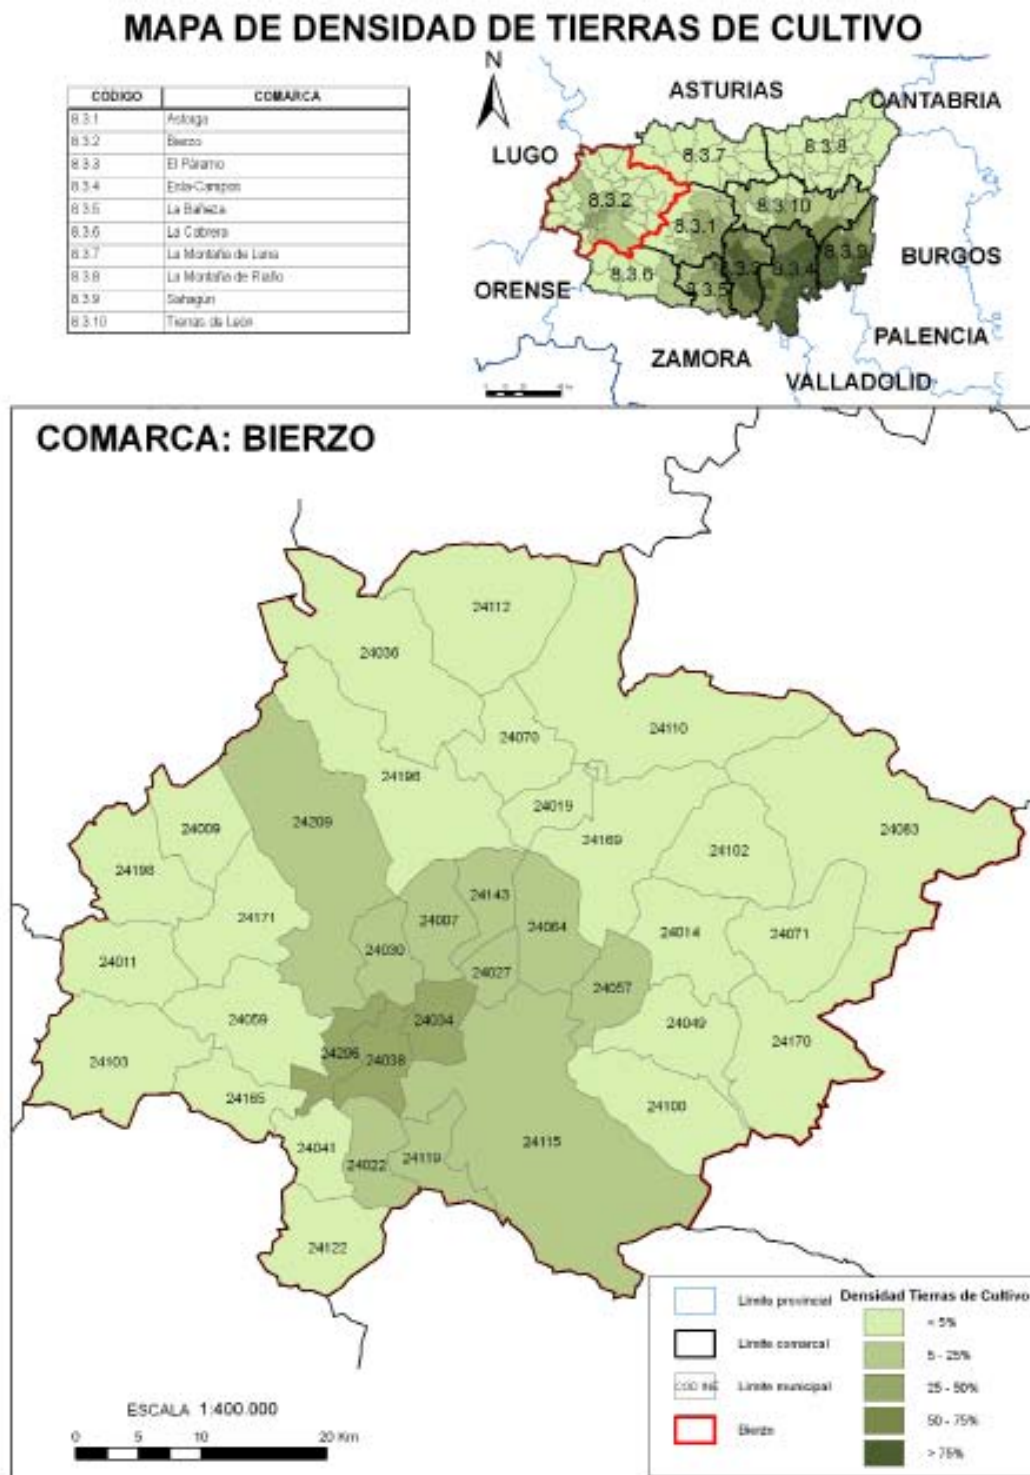 MAPA DE DENSIDAD DE TIERRAS DE CULTIVO
CÓDIGO COMARCA
8.3.1 Astorga
8.3.2 Bierzo
8.3.3 El Páramo
8.3.4 Esla-Campos
8.3.5 La Bañeza
8.3.6 La Cabrera
8.3.7 La Montaña de Luna
8.3.8 La Montaña de Riaño
8.3.9 Sahagún
8.3.10 Tierras de León
N
ASTURIAS
CANTABRIA
LUGO
8.3.7
8.3.8
8.3.2
8.3.10
8.3.1
8.3.9
BURGOS
8.3.6
8.3.4
8.3.5
ORENSE
PALENCIA
ZAMORA
VALLADOLID
COMARCA: BIERZO
24112
24036
24070
24110
24196
24019
24209
24009
24169
24083
24102
24198
24143
24171
24007
24064
24014
24071
24030
24011
24027
24057
24059
24034
24049
24170
24206
24038
24103
24165
24100
24041
24115
24022
24119
24122
Límite provincial
Límite comarcal
COD INE Límite municipal
Bierzo
Densidad Tierras de Cultivo
< 5%
5 - 25%
25 - 50%
50 - 75%
> 75%
ESCALA 1:400.000
0 5 10 20 Km